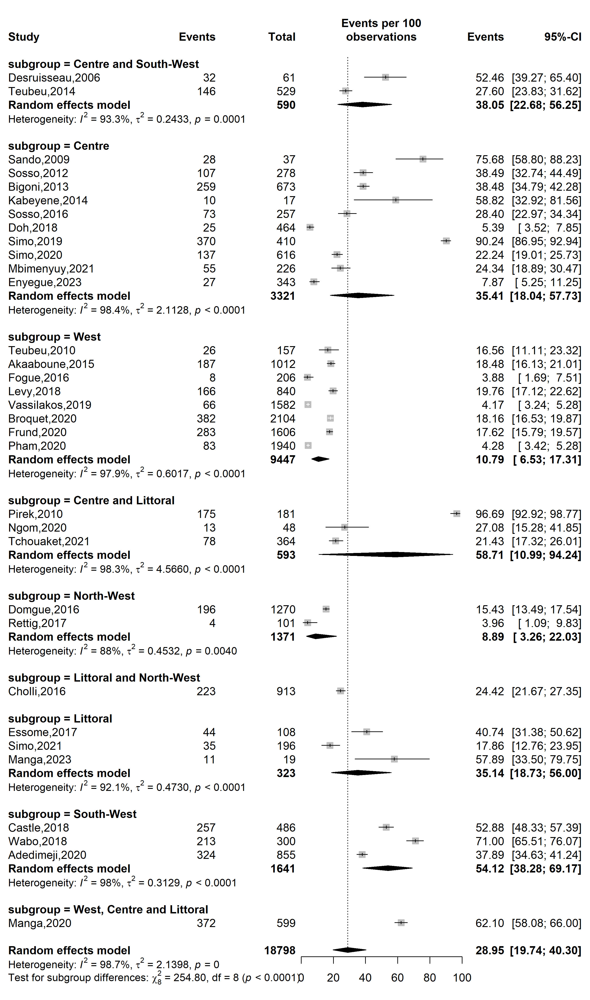 Events per 100
Study Events Total observations Events 95%-CI
subgroup = Centre and South-West
Desruisseau,2006 32 61 52.46 [39.27; 65.40]
Teubeu,2014 146 529 27.60 [23.83; 31.62]
Random effects model 590 38.05 [22.68; 56.25]
Heterogeneity: I² = 93.3%, τ² = 0.2433, p = 0.0001
subgroup = Centre
Sando,2009 28 37 75.68 [58.80; 88.23]
Sosso,2012 107 278 38.49 [32.74; 44.49]
Bigoni,2013 259 673 38.48 [34.79; 42.28]
Kabeyene,2014 10 17 58.82 [32.92; 81.56]
Sosso,2016 73 257 28.40 [22.97; 34.34]
Doh,2018 25 464 5.39 [ 3.52; 7.85]
Simo,2019 370 410 90.24 [86.95; 92.94]
Simo,2020 137 616 22.24 [19.01; 25.73]
Mbimenyuy,2021 55 226 24.34 [18.89; 30.47]
Enyegue,2023 27 343 7.87 [ 5.25; 11.25]
Random effects model 3321 35.41 [18.04; 57.73]
Heterogeneity: I² = 98.4%, τ² = 2.1128, p < 0.0001
subgroup = West
Teubeu,2010 26 157 16.56 [11.11; 23.32]
Akaaboune,2015 187 1012 18.48 [16.13; 21.01]
Fogue,2016 8 206 3.88 [ 1.69; 7.51]
Levy,2018 166 840 19.76 [17.12; 22.62]
Vassilakos,2019 66 1582 4.17 [ 3.24; 5.28]
Broquet,2020 382 2104 18.16 [16.53; 19.87]
Frund,2020 283 1606 17.62 [15.79; 19.57]
Pham,2020 83 1940 4.28 [ 3.42; 5.28]
Random effects model 9447 10.79 [ 6.53; 17.31]
Heterogeneity: I² = 97.9%, τ² = 0.6017, p < 0.0001
subgroup = Centre and Littoral
Pirek,2010 175 181 96.69 [92.92; 98.77]
Ngom,2020 13 48 27.08 [15.28; 41.85]
Tchouaket,2021 78 364 21.43 [17.32; 26.01]
Random effects model 593 58.71 [10.99; 94.24]
Heterogeneity: I² = 98.3%, τ² = 4.5660, p < 0.0001
subgroup = North-West
Domgue,2016 196 1270 15.43 [13.49; 17.54]
Rettig,2017 4 101 3.96 [ 1.09; 9.83]
Random effects model 1371 8.89 [ 3.26; 22.03]
Heterogeneity: I² = 88%, τ² = 0.4532, p = 0.0040
subgroup = Littoral and North-West
Cholli,2016 223 913 24.42 [21.67; 27.35]
subgroup = Littoral
Essome,2017 44 108 40.74 [31.38; 50.62]
Simo,2021 35 196 17.86 [12.76; 23.95]
Manga,2023 11 19 57.89 [33.50; 79.75]
Random effects model 323 35.14 [18.73; 56.00]
Heterogeneity: I² = 92.1%, τ² = 0.4730, p < 0.0001
subgroup = South-West
Castle,2018 257 486 52.88 [48.33; 57.39]
Wabo,2018 213 300 71.00 [65.51; 76.07]
Adedimeji,2020 324 855 37.89 [34.63; 41.24]
Random effects model 1641 54.12 [38.28; 69.17]
Heterogeneity: I² = 98%, τ² = 0.3129, p < 0.0001
subgroup = West, Centre and Littoral
Manga,2020 372 599 62.10 [58.08; 66.00]
Random effects model 18798 28.95 [19.74; 40.30]
Heterogeneity: I² = 98.7%, τ² = 2.1398, p = 0
Test for subgroup differences: χ²₈ = 254.80, df = 8 (p < 0.0001) 0 20 40 60 80 100